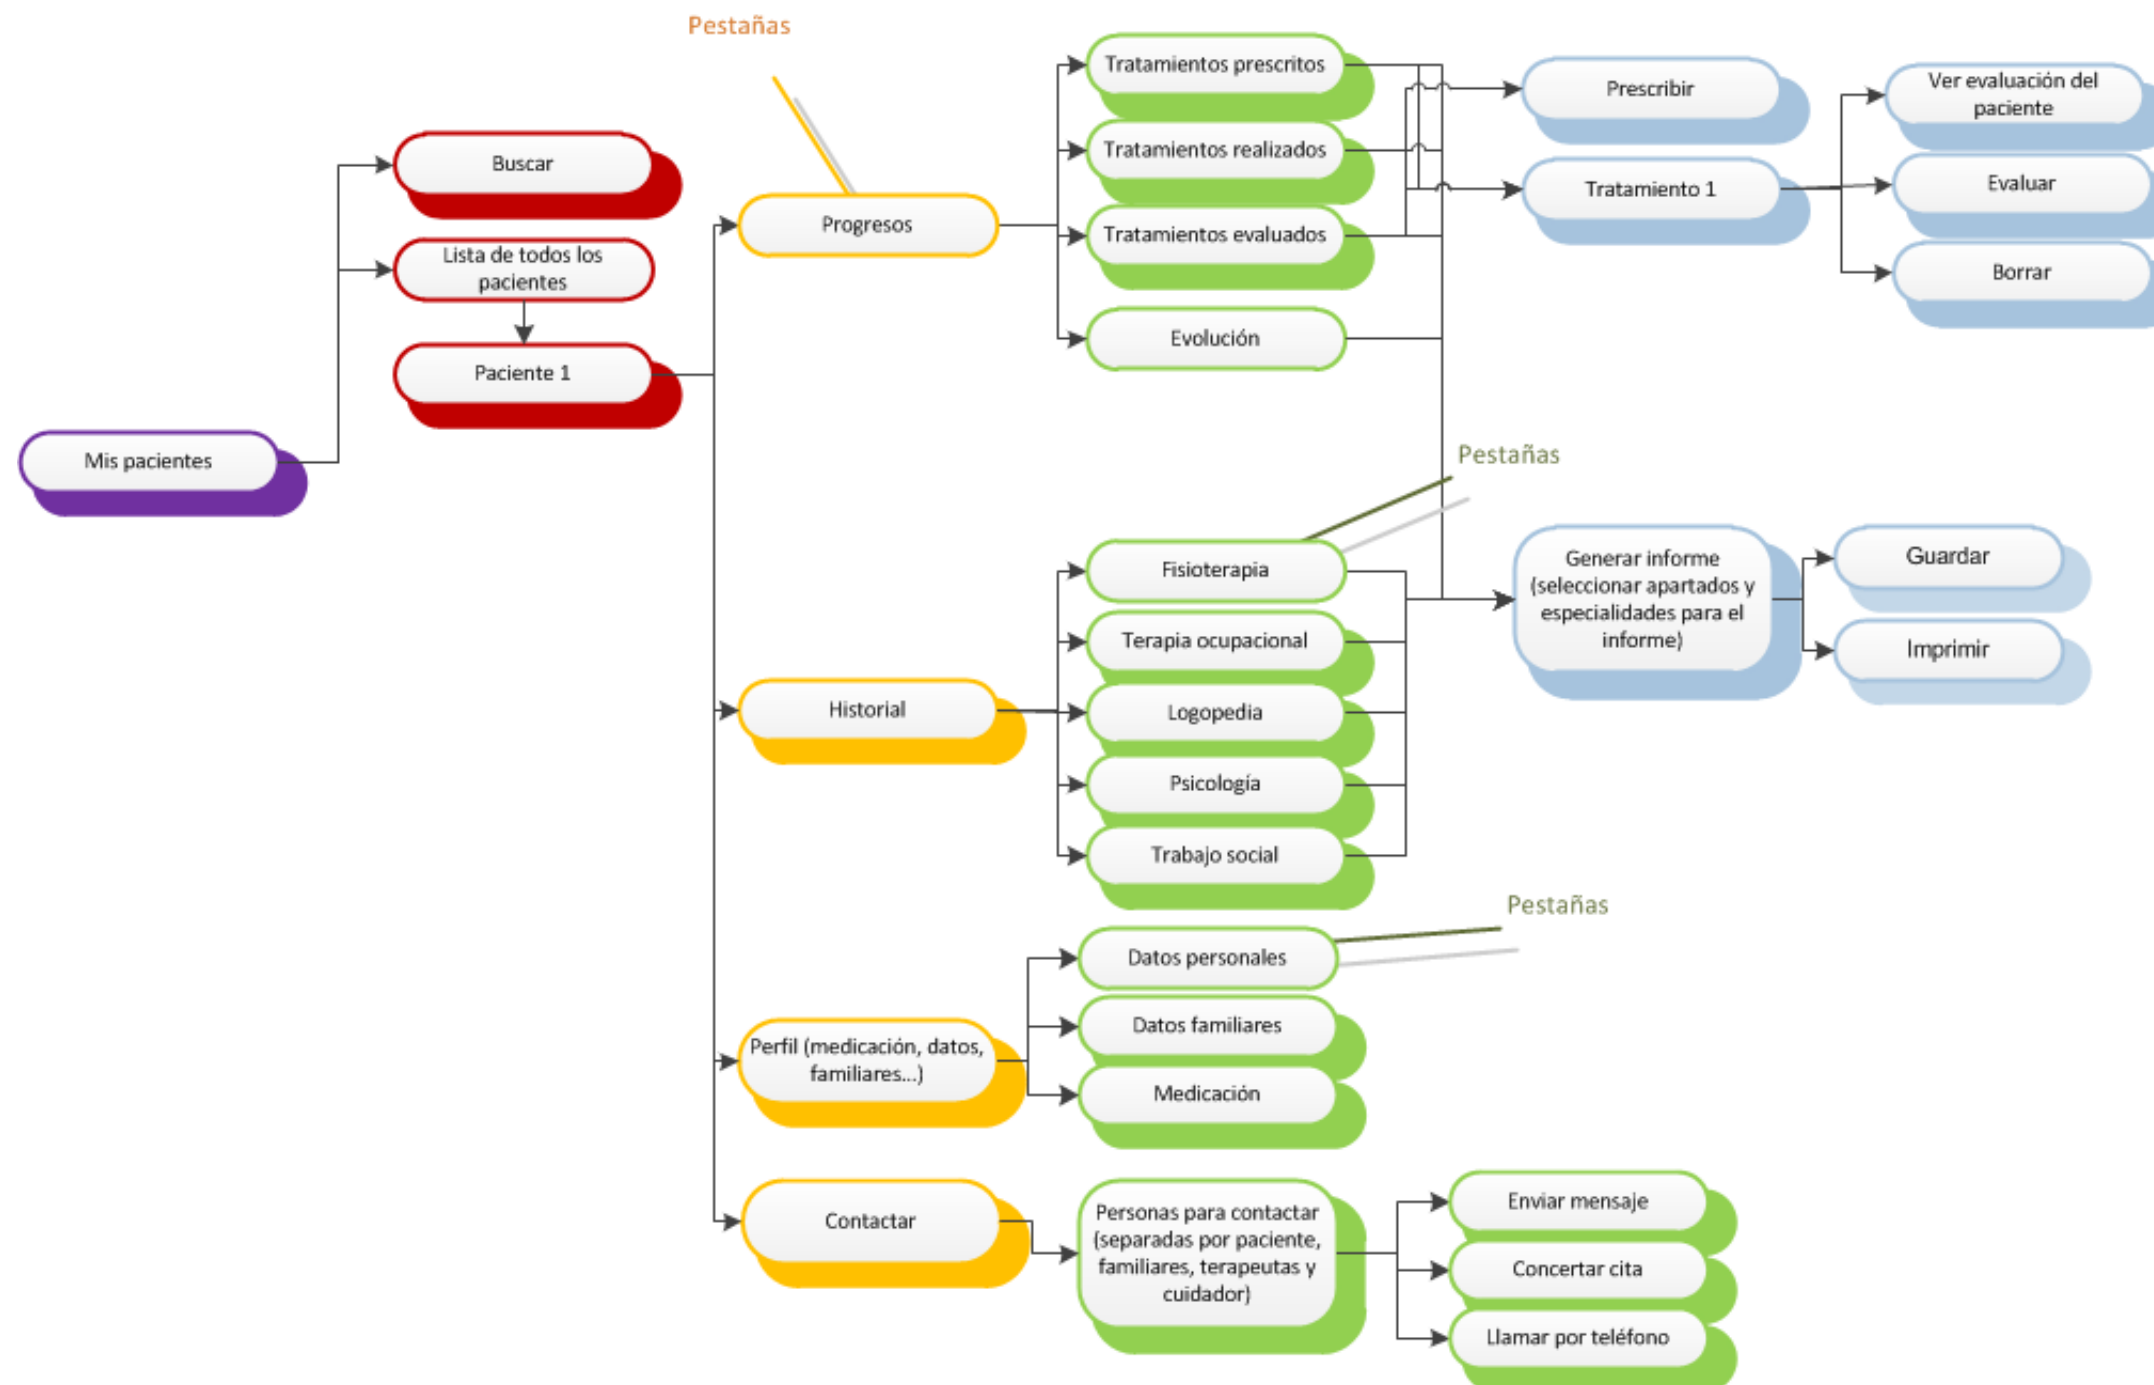 Pestañas
Tratamientos prescritos
Prescribir
Ver evaluación del
paciente
Buscar
Tratamientos realizados
Tratamiento 1
Evaluar
Progresos
Tratamientos evaluados
Lista de todos los
pacientes
Borrar
Evolución
Paciente 1
Mis pacientes
Pestañas
Fisioterapia
Generar informe
(seleccionar apartados y
especialidades para el
informe)
Guardar
Terapia ocupacional
Imprimir
Historial
Logopedia
Psicología
Trabajo social
Pestañas
Datos personales
Datos familiares
Perfil (medicación, datos,
familiares...)
Medicación
Contactar
Personas para contactar
(separadas por paciente,
familiares, terapeutas y
cuidador)
Enviar mensaje
Concertar cita
Llamar por teléfono